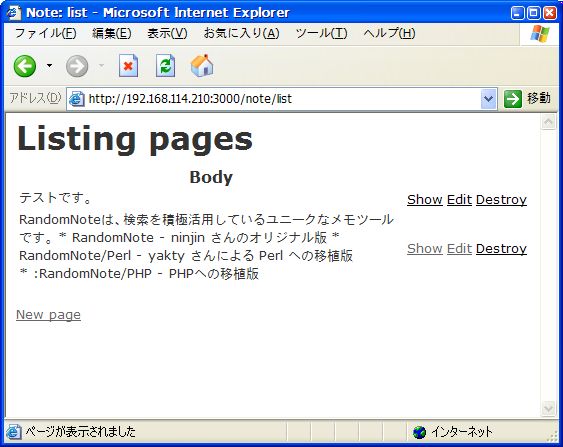 Note: list - Microsoft Internet Explorer
ファイル(F) 編集(E) 表示(V) お気に入り(A) ツール(T) ヘルプ(H)
アドレス(D) http://192.168.114.210:3000/note/list 移動
Listing pages
Body
テストです。 Show Edit Destroy
RandomNoteは、検索を積極活用しているユニークなメモツール
です。 * RandomNote - ninjin さんのオリジナル版 *
Show Edit Destroy
RandomNote/Perl - yakty さんによる Perl への移植版
* :RandomNote/PHP - PHPへの移植版
New page
ページが表示されました インターネット